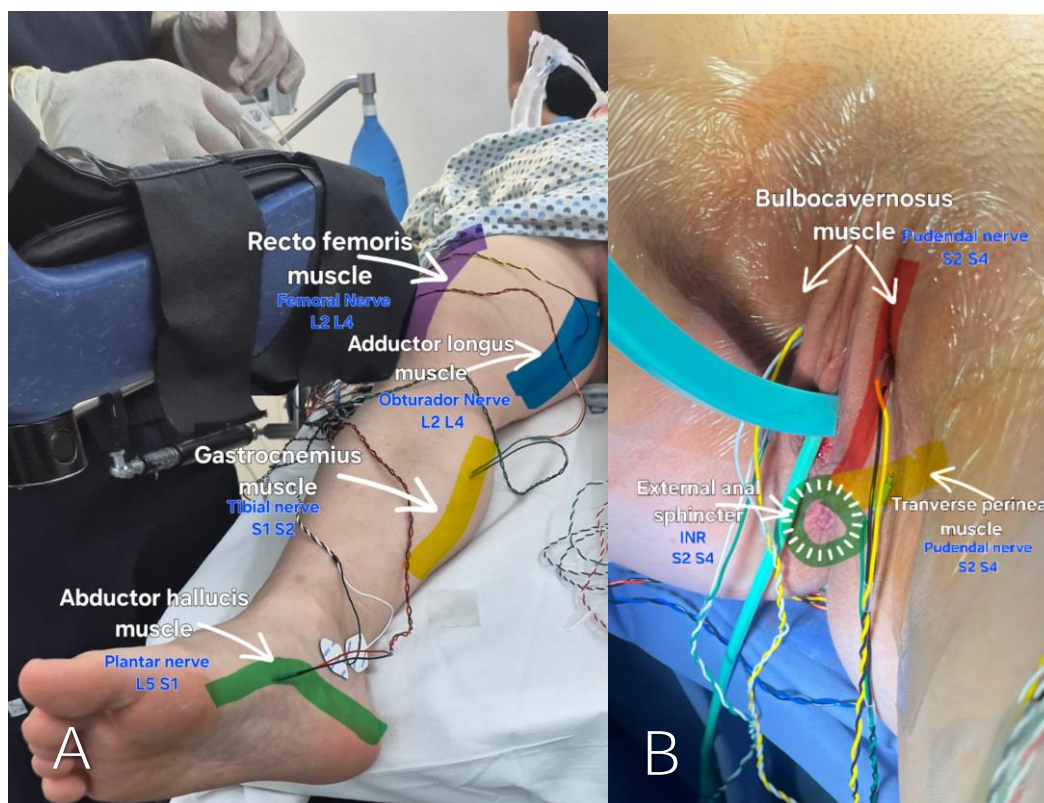 Recto femoris
muscle
Femoral Nerve
L2 L4
Adductor longus
muscle
Obturador Nerve
L2 L4
Gastrocnemius
muscle
Tibial nerve
S1 S2
Abductor hallucis
muscle
Plantar nerve
L5 S1
A
Bulbocavernosus
muscle
Pudendal nerve
S2 S4
External anal
sphincter
INR
S2 S4
Tranverse perinea
muscle
Pudendal nerve
S2 S4
B